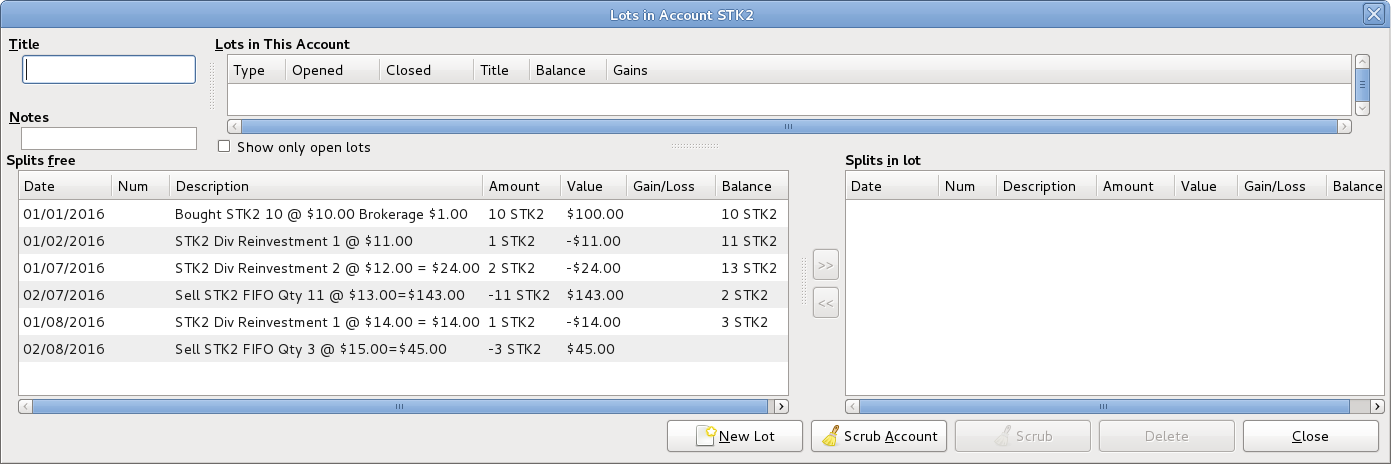 Lots in Account STK2
Title
Lots in This Account
Type Opened Closed Title Balance Gains
Notes
Show only open lots
Splits free
Date Num Description Amount Value Gain/Loss Balance
01/01/2016 Bought STK2 10 @ $10.00 Brokerage $1.00 10 STK2 $100.00 10 STK2
01/02/2016 STK2 Div Reinvestment 1 @ $11.00 1 STK2 -$11.00 11 STK2
01/07/2016 STK2 Div Reinvestment 2 @ $12.00 = $24.00 2 STK2 -$24.00 13 STK2
02/07/2016 Sell STK2 FIFO Qty 11 @ $13.00=$143.00 -11 STK2 $143.00 2 STK2
01/08/2016 STK2 Div Reinvestment 1 @ $14.00 = $14.00 1 STK2 -$14.00 3 STK2
02/08/2016 Sell STK2 FIFO Qty 3 @ $15.00=$45.00 -3 STK2 $45.00
>>
<<
Splits in lot
Date Num Description Amount Value Gain/Loss Balance
New Lot Scrub Account Scrub Delete Close